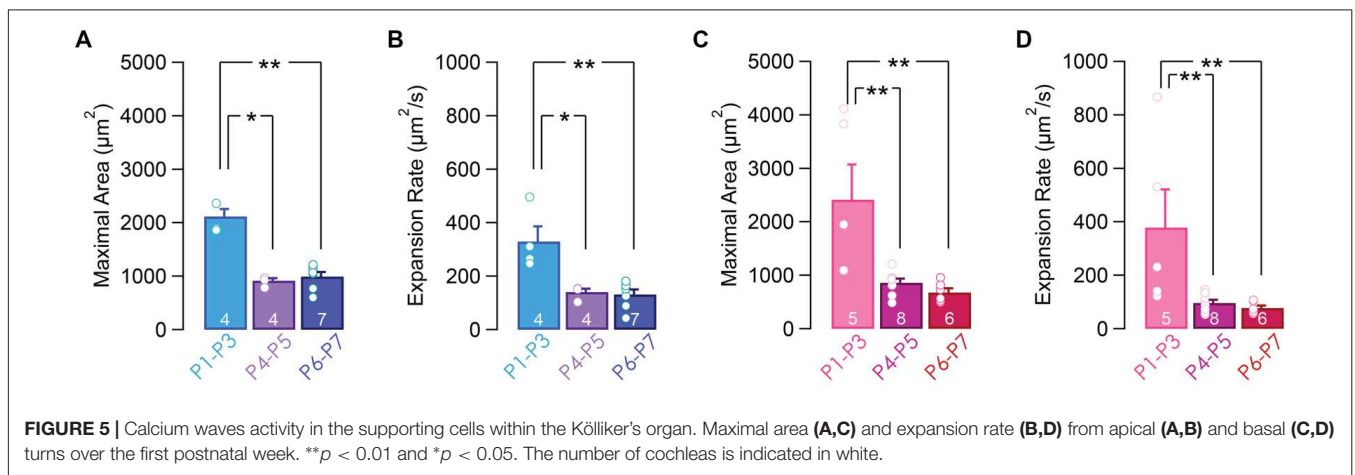 A
Maximal Area (µm²)
5000
4000
3000
2000
1000
0
**
*
4
4
7
P1-P3
P4-P5
P6-P7
B
Expansion Rate (µm²/s)
1000
800
600
400
200
0
**
*
4
4
7
P1-P3
P4-P5
P6-P7
C
Maximal Area (µm²)
5000
4000
3000
2000
1000
0
**
**
5
8
6
P1-P3
P4-P5
P6-P7
D
Expansion Rate (µm²/s)
1000
800
600
400
200
0
**
**
5
8
6
P1-P3
P4-P5
P6-P7
FIGURE 5 | Calcium waves activity in the supporting cells within the Kölliker's organ. Maximal area (A,C) and expansion rate (B,D) from apical (A,B) and basal (C,D)
turns over the first postnatal week. **p < 0.01 and *p < 0.05. The number of cochleas is indicated in white.